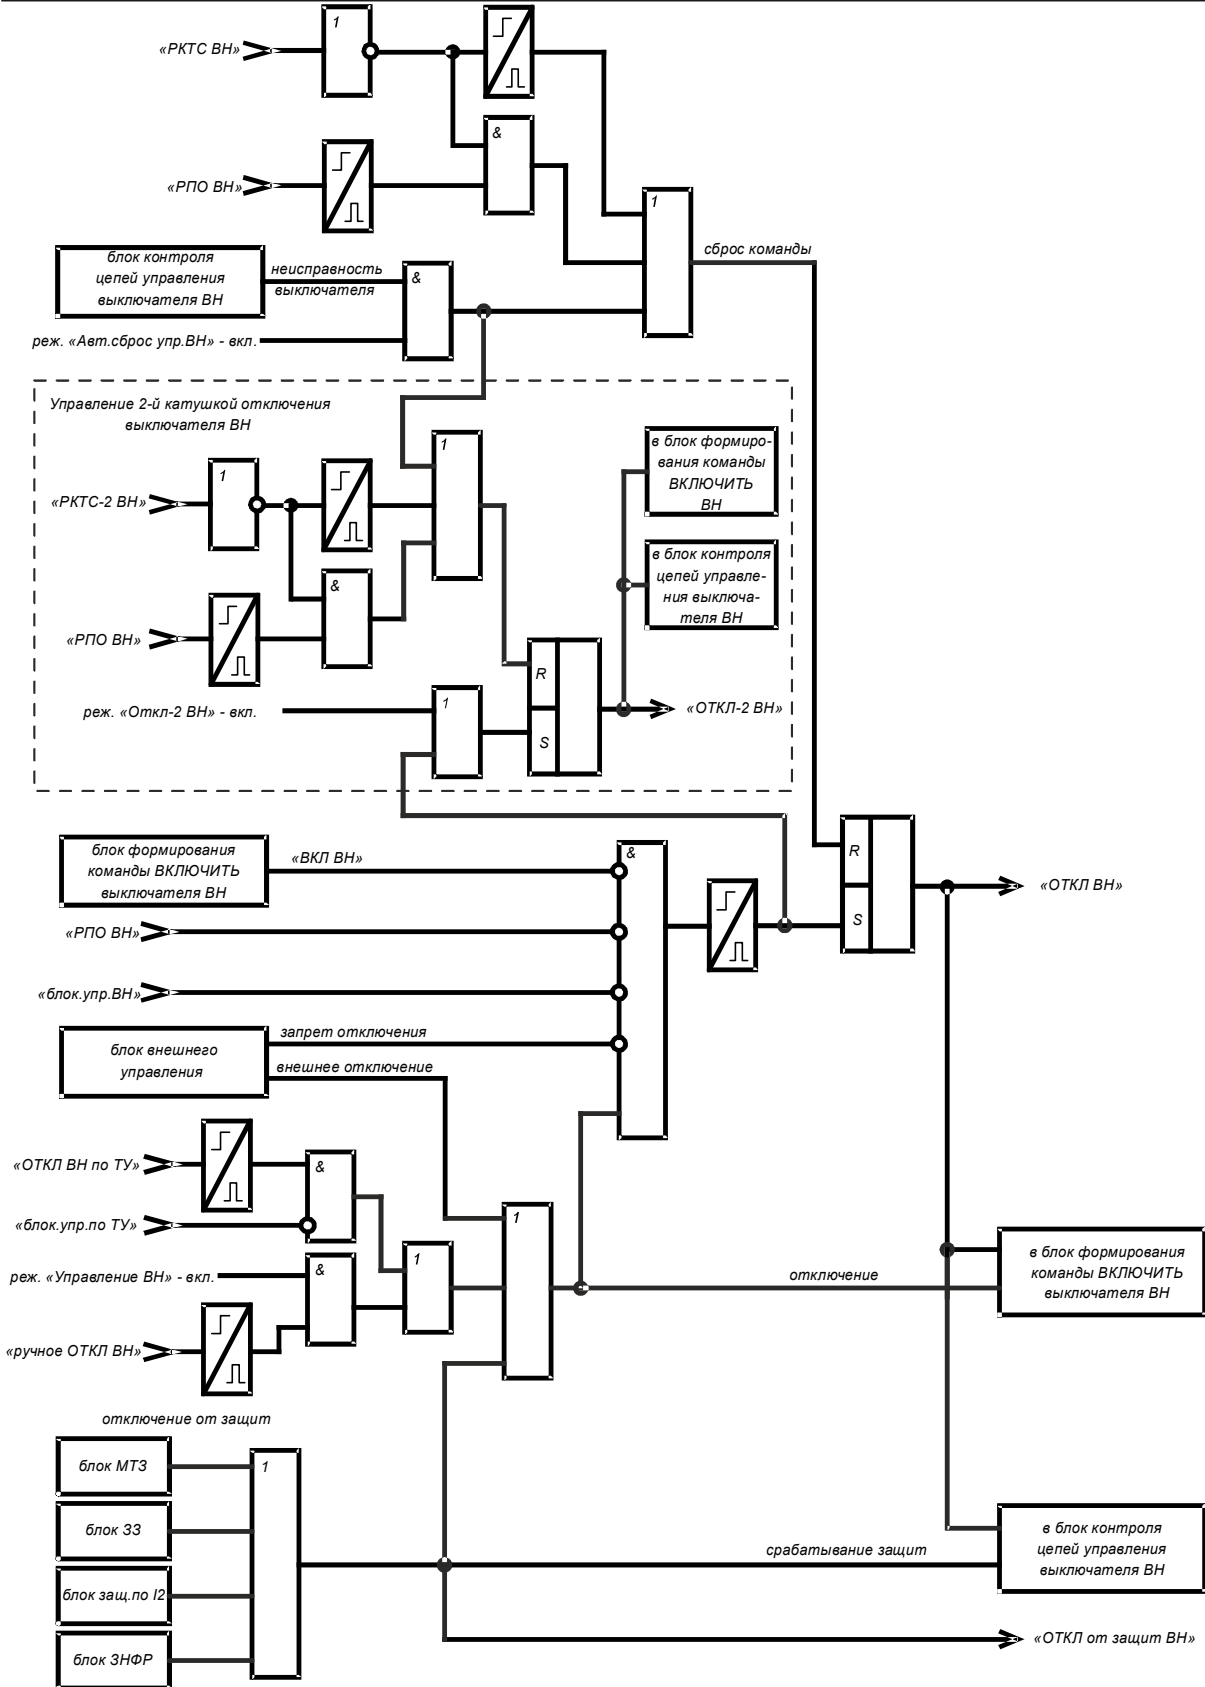 1
«РКТС ВН»
&
«РПО ВН»
1
блок контроля
цепей управления
выключателя ВН
неисправность
выключателя
&
сброс команды
реж. «Авт.сброс упр.ВН» - вкл.
Управление 2-й катушкой отключения
выключателя ВН
1
в блок формиро-
вания команды
ВКЛЮЧИТЬ
ВН
1
«РКТС-2 ВН»
в блок контроля
цепей управле-
ния выключа-
теля ВН
&
«РПО ВН»
R
реж. «Откл-2 ВН» - вкл.
1
«ОТКЛ-2 ВН»
S
блок формирования
команды ВКЛЮЧИТЬ
выключателя ВН
«ВКЛ ВН»
&
R
«ОТКЛ ВН»
S
«РПО ВН»
«блок.упр.ВН»
запрет отключения
блок внешнего
управления
внешнее отключение
«ОТКЛ ВН по ТУ»
&
«блок.упр.по ТУ»
1
1
реж. «Управление ВН» - вкл.
&
отключение
в блок формирования
команды ВКЛЮЧИТЬ
выключателя ВН
«ручное ОТКЛ ВН»
отключение от защит
блок МТЗ
1
блок ЗЗ
срабатывание защит
в блок контроля
цепей управления
выключателя ВН
блок защ.по I2
«ОТКЛ от защит ВН»
блок ЗНФР